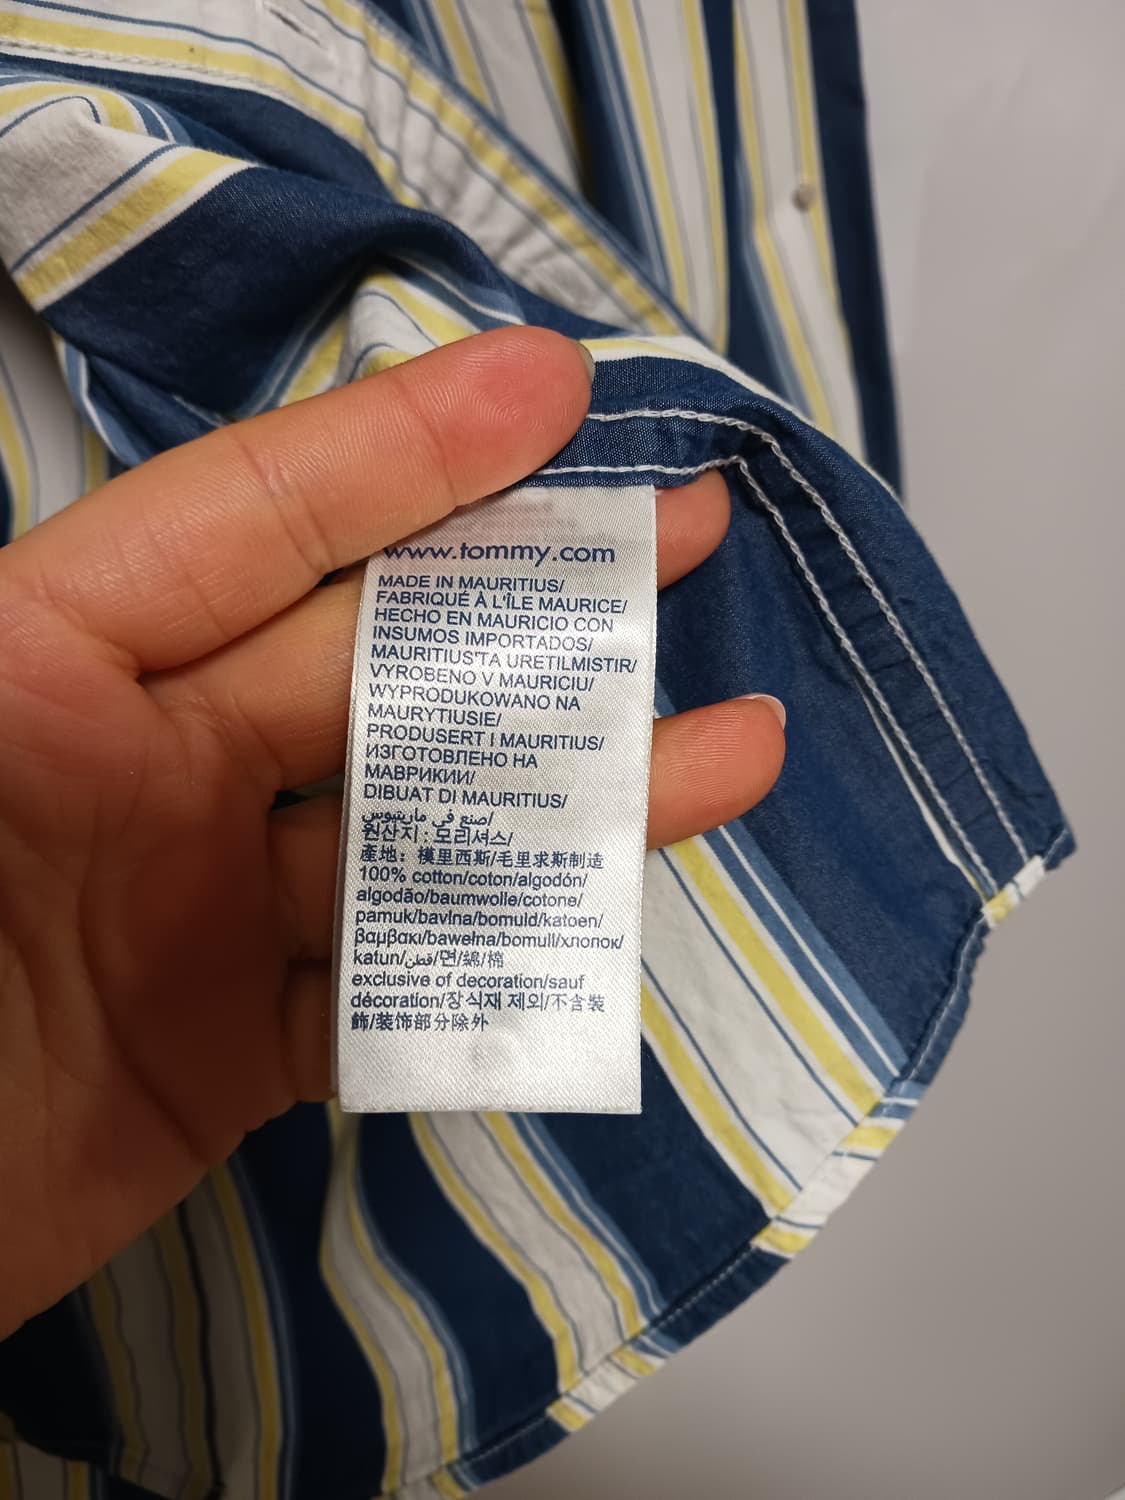 www.tommy.com
MADE IN MAURITIUS/
FABRIQUÉ À L'ÎLE MAURICE/
HECHO EN MAURICIO CON
INSUMOS IMPORTADOS/
MAURITIUS'TA URETILMISTIR/
VYROBENO V MAURICIU/
WYPRODUKOWANO NA
MAURYTIUSIE/
PRODUSERT I MAURITIUS/
ИЗГОТОВЛЕНО НА
МАВРИКИИ/
DIBUAT DI MAURITIUS/
صنع في ماريتيوس/
원산지 : 모리셔스/
產地：模里西斯/毛里求斯制造
100% cotton/coton/algodón/
algodão/baumwolle/cotone/
pamuk/bavlna/bomuld/katoen/
βαμβακι/bawełna/bomull/хлопок/
katun/قطن/면/綿/棉
exclusive of decoration/sauf
décoration/장식재 제외/不含裝
飾/装饰部分除外